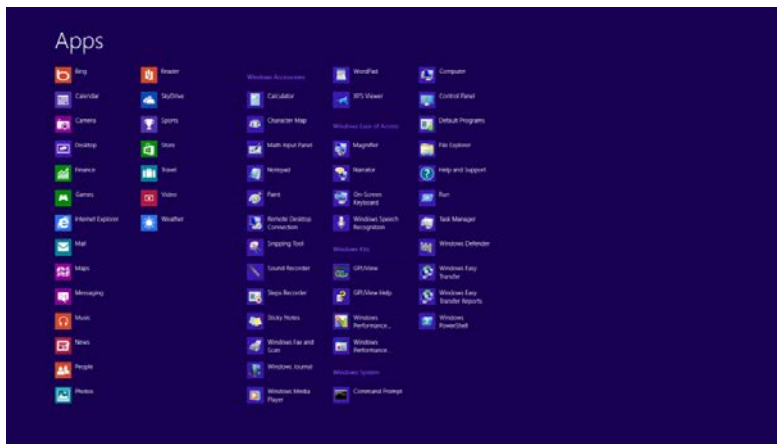 Apps
Bing
Calendar
Camera
Desktop
Finance
Games
Internet Explorer
Mail
Maps
Messaging
Music
News
People
Photos
Reader
SkyDrive
Sports
Store
Travel
Video
Weather
Windows Accessories
Calculator
Character Map
Math Input Panel
Notepad
Paint
Remote Desktop
Connection
Snipping Tool
Sound Recorder
Steps Recorder
Sticky Notes
Windows Fax and
Scan
Windows Journal
Windows Media
Player
WordPad
XPS Viewer
Windows Ease of Access
Magnifier
Narrator
On-Screen
Keyboard
Windows Speech
Recognition
Windows Kits
GPUView
GPUView Help
Windows
Performance...
Windows
Performance...
Windows System
Command Prompt
Computer
Control Panel
Default Programs
File Explorer
Help and Support
Run
Task Manager
Windows Defender
Windows Easy
Transfer
Windows Easy
Transfer Reports
Windows
PowerShell